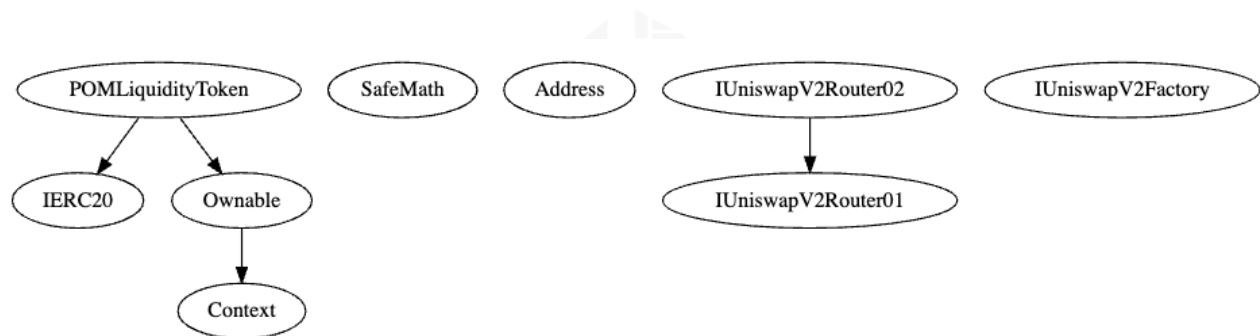 POMLiquidityToken
SafeMath
Address
IUniswapV2Router02
IUniswapV2Factory
IERC20
Ownable
IUniswapV2Router01
Context